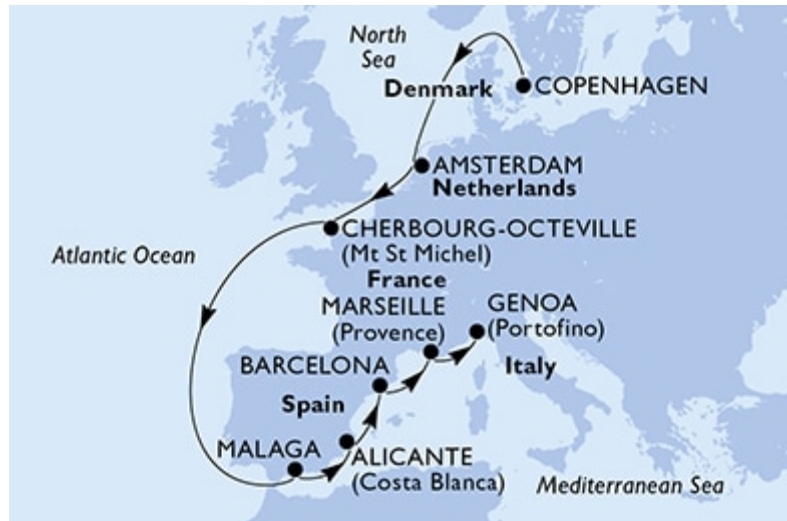 North
Sea
Denmark
COPENHAGEN
AMSTERDAM
Netherlands
CHERBOURG-OCTEVILLE
(Mt St Michel)
Atlantic Ocean
France
MARSEILLE
(Provence)
GENOA
(Portofino)
BARCELONA
Italy
Spain
MALAGA
ALICANTE
(Costa Blanca)
Mediterranean Sea